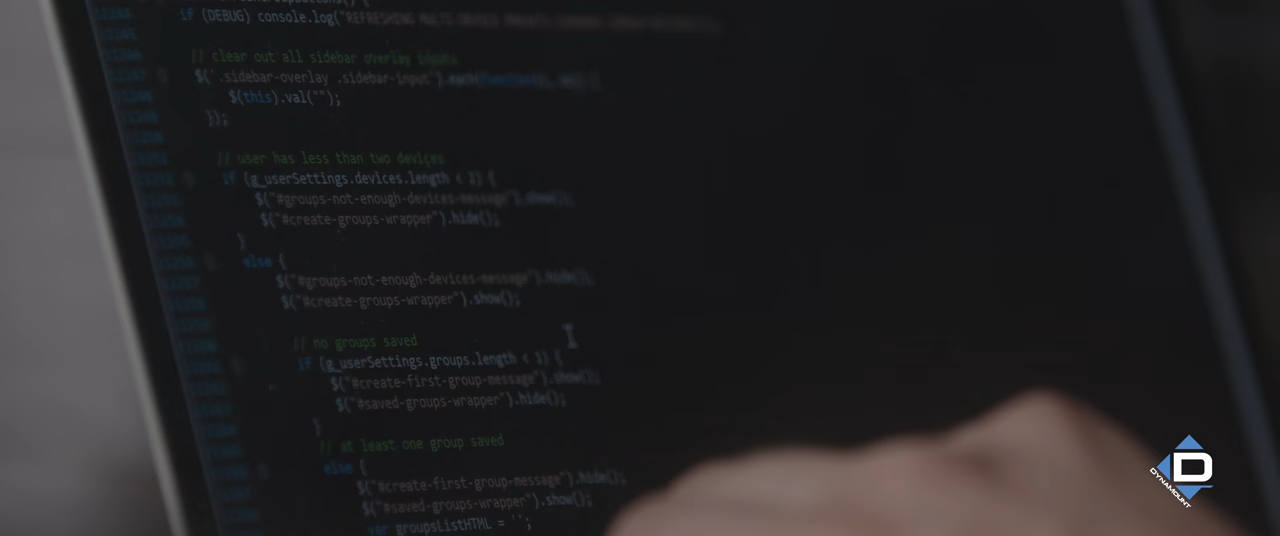 if (DEBUG) console.log("REFRESHING MULTI-DEVICE
// clear out all sidebar overlay inputs
$('.sidebar-overlay .sidebar-input').each(function(
$(this).val("");
});
// user has less than two devices
if (g_userSettings.devices.length < 2) {
$("#groups-not-enough-devices-message").show();
$("#create-groups-wrapper").hide();
}
else {
$("#groups-not-enough-devices-message").hide();
$("#create-groups-wrapper").show();
// no groups saved
if (g_userSettings.groups.length < 1) {
$("#create-first-group-message").show();
$("#saved-groups-wrapper").hide();
}
// at least one group saved
else {
$("#create-first-group-message").hide();
$("#saved-groups-wrapper").show();
var groupsListHTML = '';
D
DYNAMOUNT